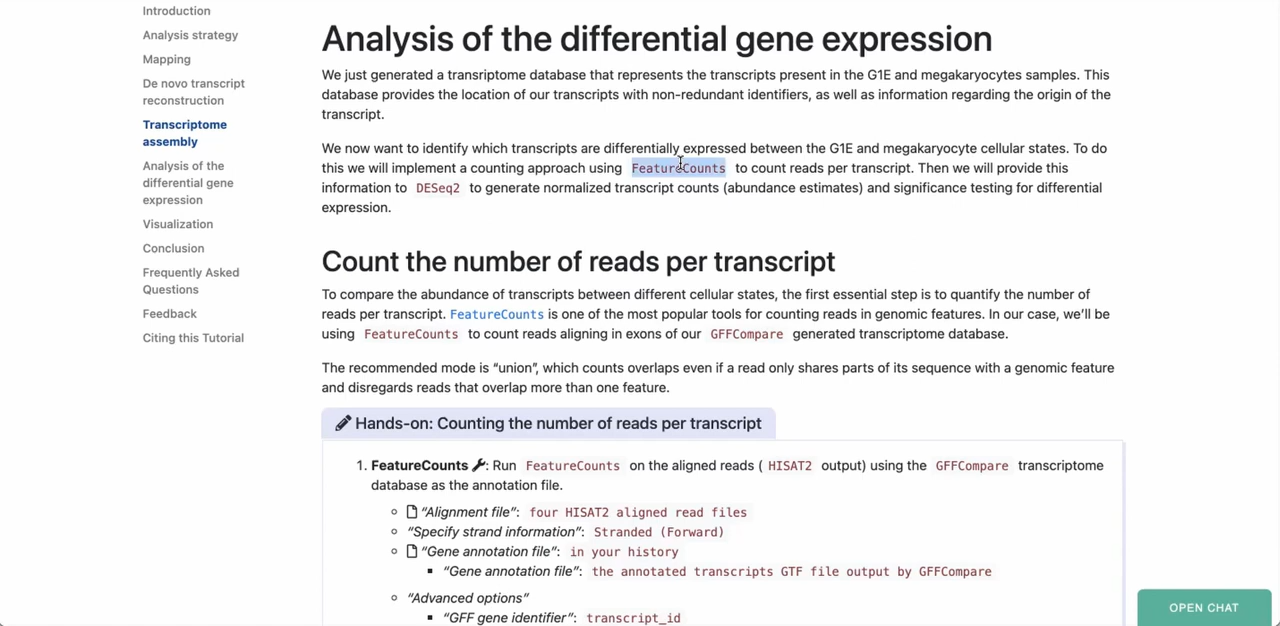 Introduction
Analysis strategy
Mapping
De novo transcript
reconstruction
Transcriptome
assembly
Analysis of the
differential gene
expression
Visualization
Conclusion
Frequently Asked
Questions
Feedback
Citing this Tutorial
Analysis of the differential gene expression
We just generated a transriptome database that represents the transcripts present in the G1E and megakaryocytes samples. This
database provides the location of our transcripts with non-redundant identifiers, as well as information regarding the origin of the
transcript.
We now want to identify which transcripts are differentially expressed between the G1E and megakaryocyte cellular states. To do
this we will implement a counting approach using FeatureCounts to count reads per transcript. Then we will provide this
information to DESeq2 to generate normalized transcript counts (abundance estimates) and significance testing for differential
expression.
Count the number of reads per transcript
To compare the abundance of transcripts between different cellular states, the first essential step is to quantify the number of
reads per transcript. FeatureCounts is one of the most popular tools for counting reads in genomic features. In our case, we’ll be
using FeatureCounts to count reads aligning in exons of our GFFCompare generated transcriptome database.
The recommended mode is “union”, which counts overlaps even if a read only shares parts of its sequence with a genomic feature
and disregards reads that overlap more than one feature.
Hands-on: Counting the number of reads per transcript
1. FeatureCounts : Run FeatureCounts on the aligned reads ( HISAT2 output) using the GFFCompare transcriptome
database as the annotation file.
“Alignment file”: four HISAT2 aligned read files
“Specify strand information”: Stranded (Forward)
“Gene annotation file”: in your history
“Gene annotation file”: the annotated transcripts GTF file output by GFFCompare
“Advanced options”
“GFF gene identifier”: transcript_id
OPEN CHAT